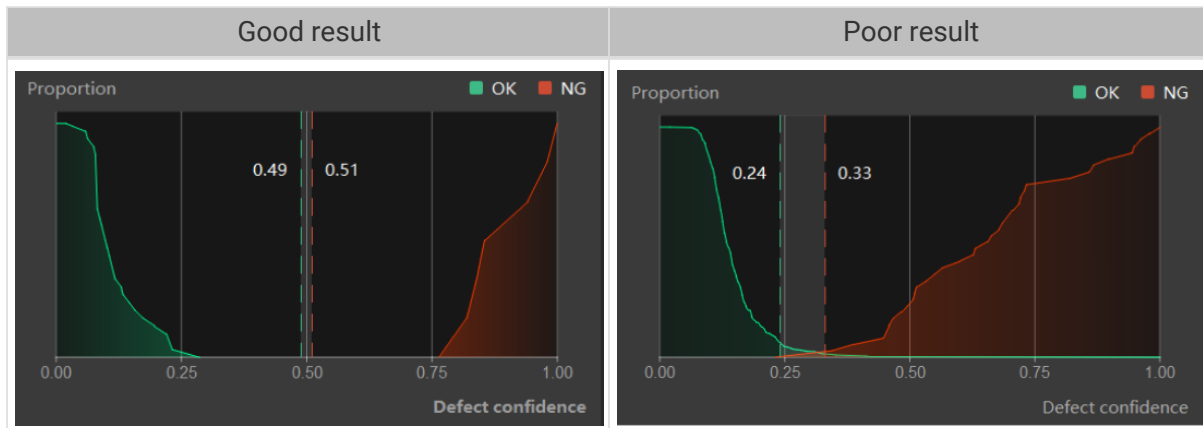 Good result
Poor result
Proportion
OK
NG
0.49
0.51
0.00
0.25
0.50
0.75
1.00
Defect confidence
Proportion
OK
NG
0.24
0.33
0.00
0.25
0.50
0.75
1.00
Defect confidence